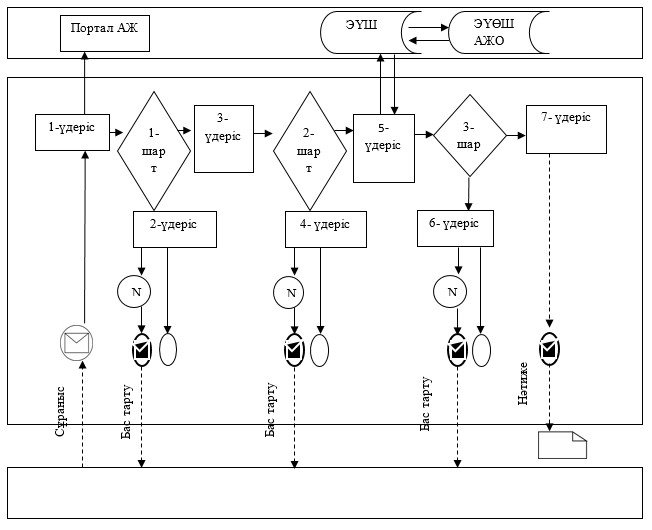 Портал АЖ
ЭҮШ
ЭҮӨШ
АЖО
1-үдеріс
1-
шар
т
3-
үдеріс
2-
шар
т
5-
үдеріс
3-
шар
7- үдеріс
2-үдеріс
4- үдеріс
6- үдеріс
N
N
N
Сұраныс
Бас тарту
Бас тарту
Бас тарту
Нәтиже